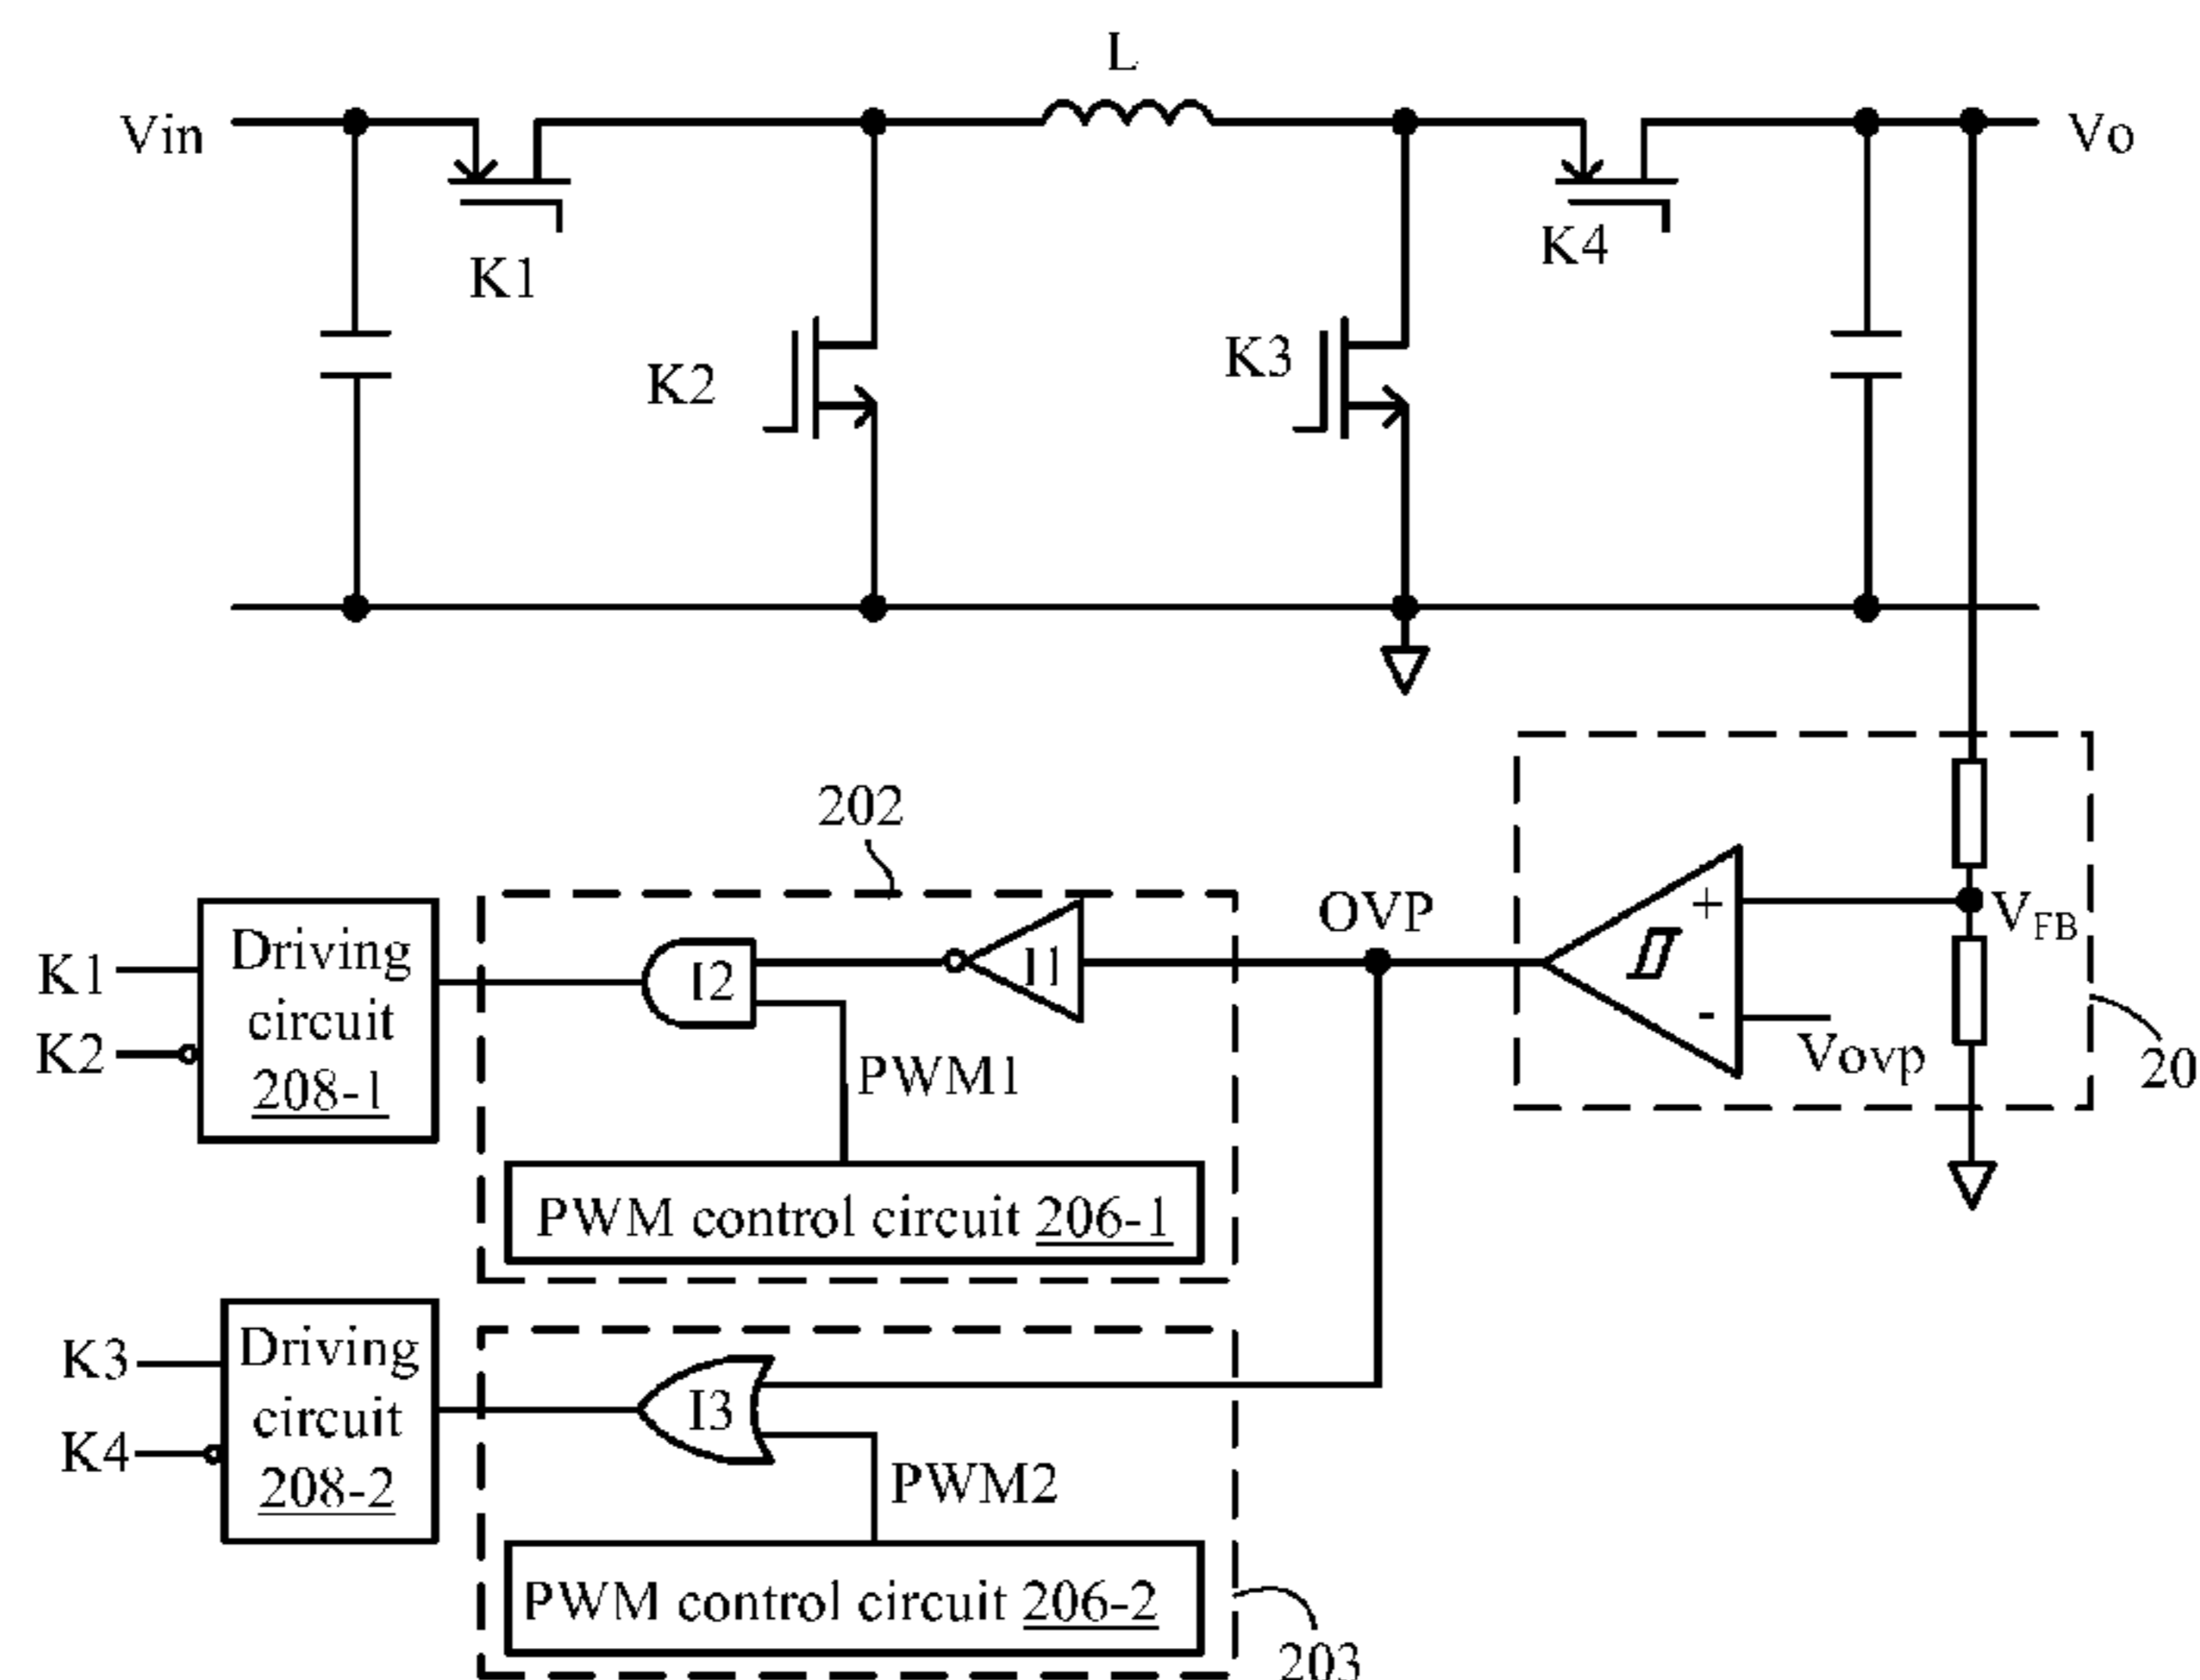 L
Vin
Vo
K1
K4
K2
K3
202
OVP
+
VFB
-
Vovp
20
K1
K2
Driving
circuit
208-1
I2
I1
PWM1
PWM control circuit 206-1
K3
K4
Driving
circuit
208-2
I3
PWM2
PWM control circuit 206-2
203